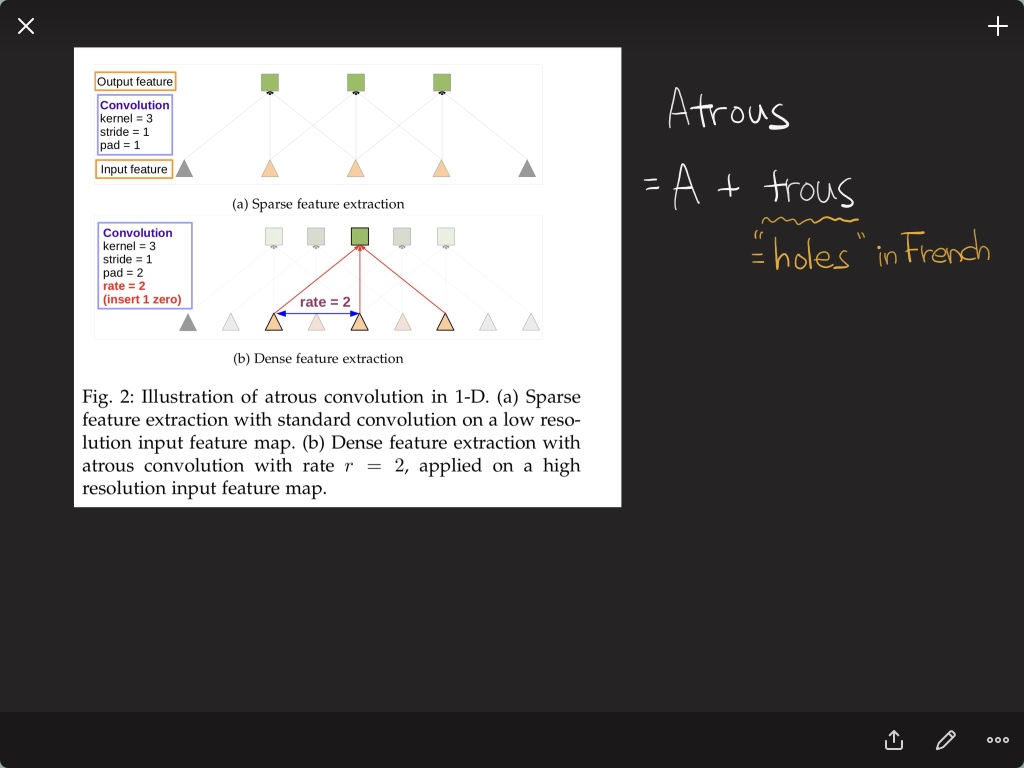 Output feature
Convolution
kernel = 3
stride = 1
pad = 1
Input feature
(a) Sparse feature extraction
Convolution
kernel = 3
stride = 1
pad = 2
rate = 2
(insert 1 zero)
rate = 2
(b) Dense feature extraction
Fig. 2: Illustration of atrous convolution in 1-D. (a) Sparse
feature extraction with standard convolution on a low reso-
lution input feature map. (b) Dense feature extraction with
atrous convolution with rate r = 2, applied on a high
resolution input feature map.
Atrous
= A + trous
= "holes" in French